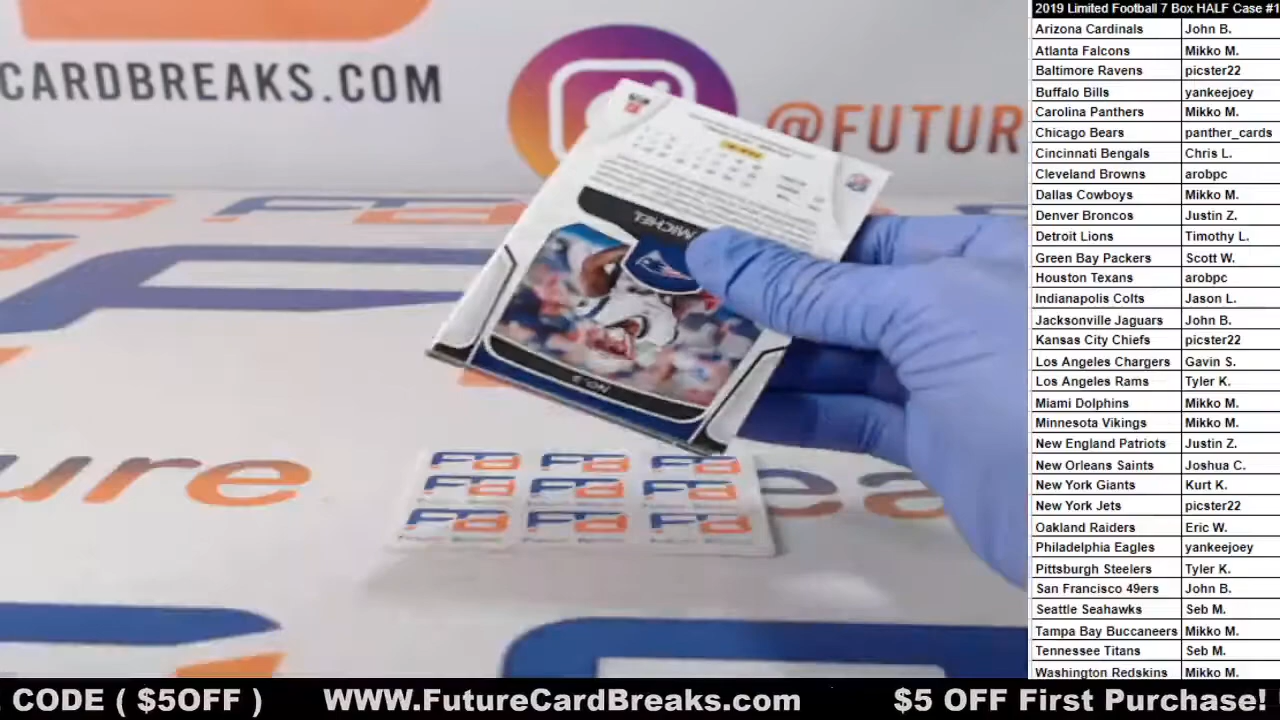 CARDBREAKS.COM
@FUTUR
MICHEL
NO. 3
ure
ea
2019 Limited Football 7 Box HALF Case #1
Arizona Cardinals John B.
Atlanta Falcons Mikko M.
Baltimore Ravens picster22
Buffalo Bills yankeejoey
Carolina Panthers Mikko M.
Chicago Bears panther_cards
Cincinnati Bengals Chris L.
Cleveland Browns arobpc
Dallas Cowboys Mikko M.
Denver Broncos Justin Z.
Detroit Lions Timothy L.
Green Bay Packers Scott W.
Houston Texans arobpc
Indianapolis Colts Jason L.
Jacksonville Jaguars John B.
Kansas City Chiefs picster22
Los Angeles Chargers Gavin S.
Los Angeles Rams Tyler K.
Miami Dolphins Mikko M.
Minnesota Vikings Mikko M.
New England Patriots Justin Z.
New Orleans Saints Joshua C.
New York Giants Kurt K.
New York Jets picster22
Oakland Raiders Eric W.
Philadelphia Eagles yankeejoey
Pittsburgh Steelers Tyler K.
San Francisco 49ers John B.
Seattle Seahawks Seb M.
Tampa Bay Buccaneers Mikko M.
Tennessee Titans Seb M.
Washington Redskins Mikko M.
CODE ( $5OFF ) WWW.FutureCardBreaks.com $5 OFF First Purchase!